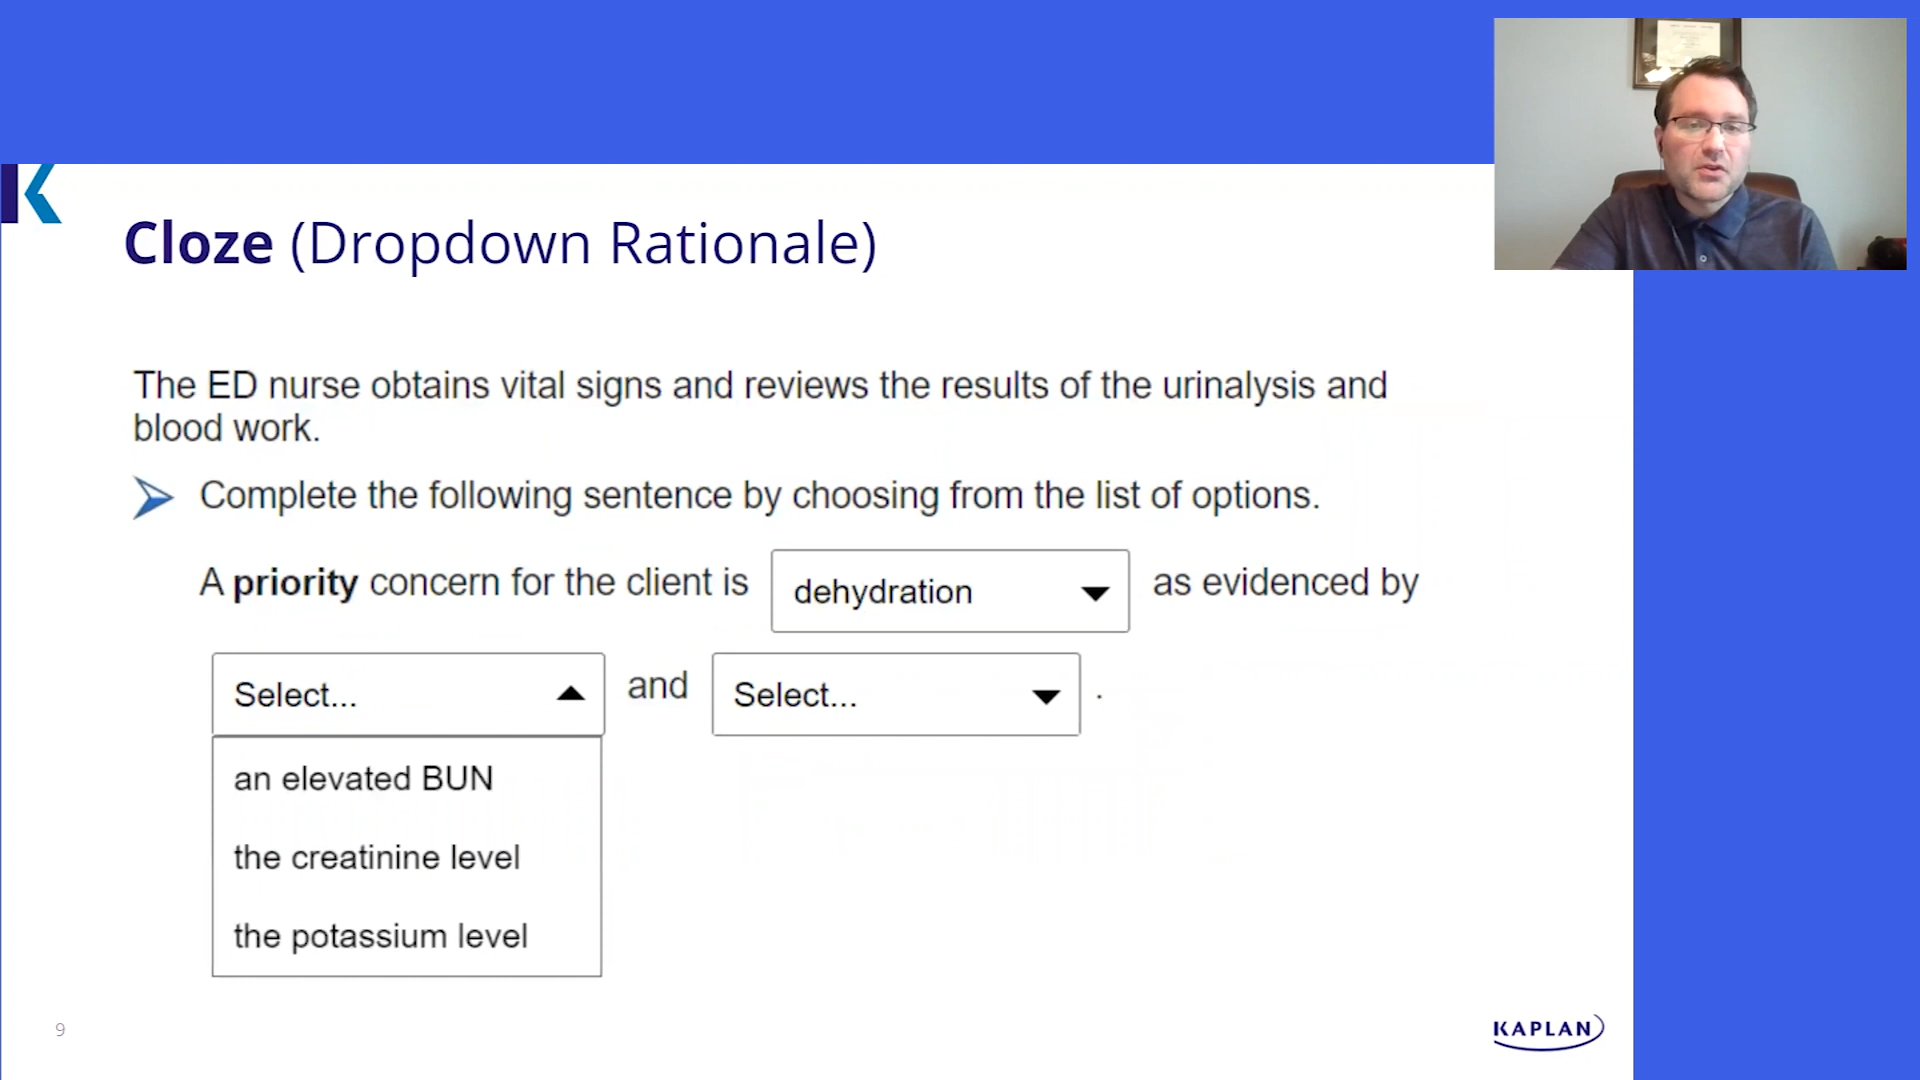 Cloze (Dropdown Rationale)
The ED nurse obtains vital signs and reviews the results of the urinalysis and
blood work.
Complete the following sentence by choosing from the list of options.
A priority concern for the client is dehydration as evidenced by
Select... and Select... .
an elevated BUN
the creatinine level
the potassium level
9
KAPLAN